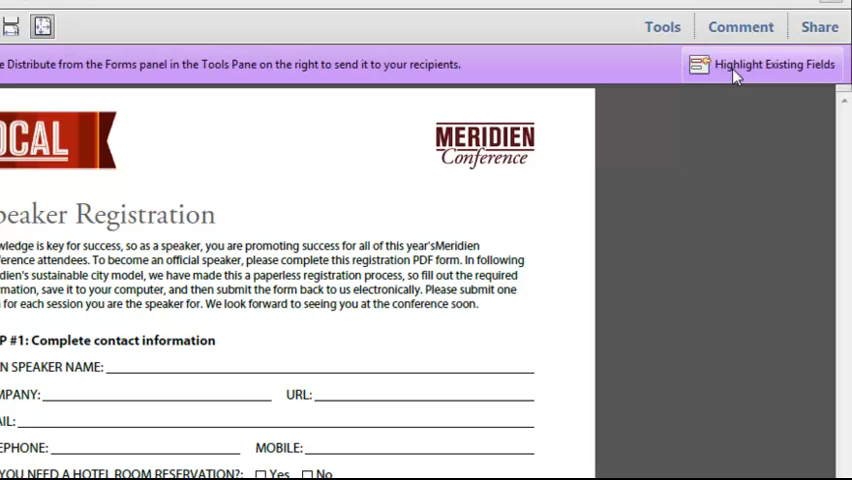 Tools Comment Share
e Distribute from the Forms panel in the Tools Pane on the right to send it to your recipients.
Highlight Existing Fields
OCAL
MERIDIEN
Conference
peaker Registration
wledge is key for success, so as a speaker, you are promoting success for all of this year'sMeridien
ference attendees. To become an official speaker, please complete this registration PDF form. In following
dien's sustainable city model, we have made this a paperless registration process, so fill out the required
mation, save it to your computer, and then submit the form back to us electronically. Please submit one
for each session you are the speaker for. We look forward to seeing you at the conference soon.
P #1: Complete contact information
N SPEAKER NAME:
MPANY: URL:
AIL:
EPHONE: MOBILE:
YOU NEED A HOTEL ROOM RESERVATION?: Yes No